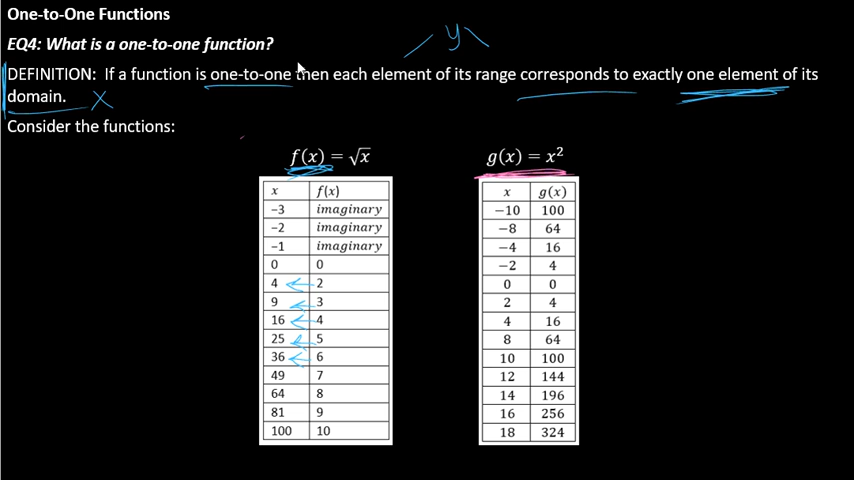 One-to-One Functions
EQ4: What is a one-to-one function?
y
DEFINITION: If a function is one-to-one then each element of its range corresponds to exactly one element of its
domain. x
Consider the functions:
f(x) = √x
x f(x)
−3 imaginary
−2 imaginary
−1 imaginary
0 0
4 2
9 3
16 4
25 5
36 6
49 7
64 8
81 9
100 10
g(x) = x²
x g(x)
−10 100
−8 64
−4 16
−2 4
0 0
2 4
4 16
8 64
10 100
12 144
14 196
16 256
18 324